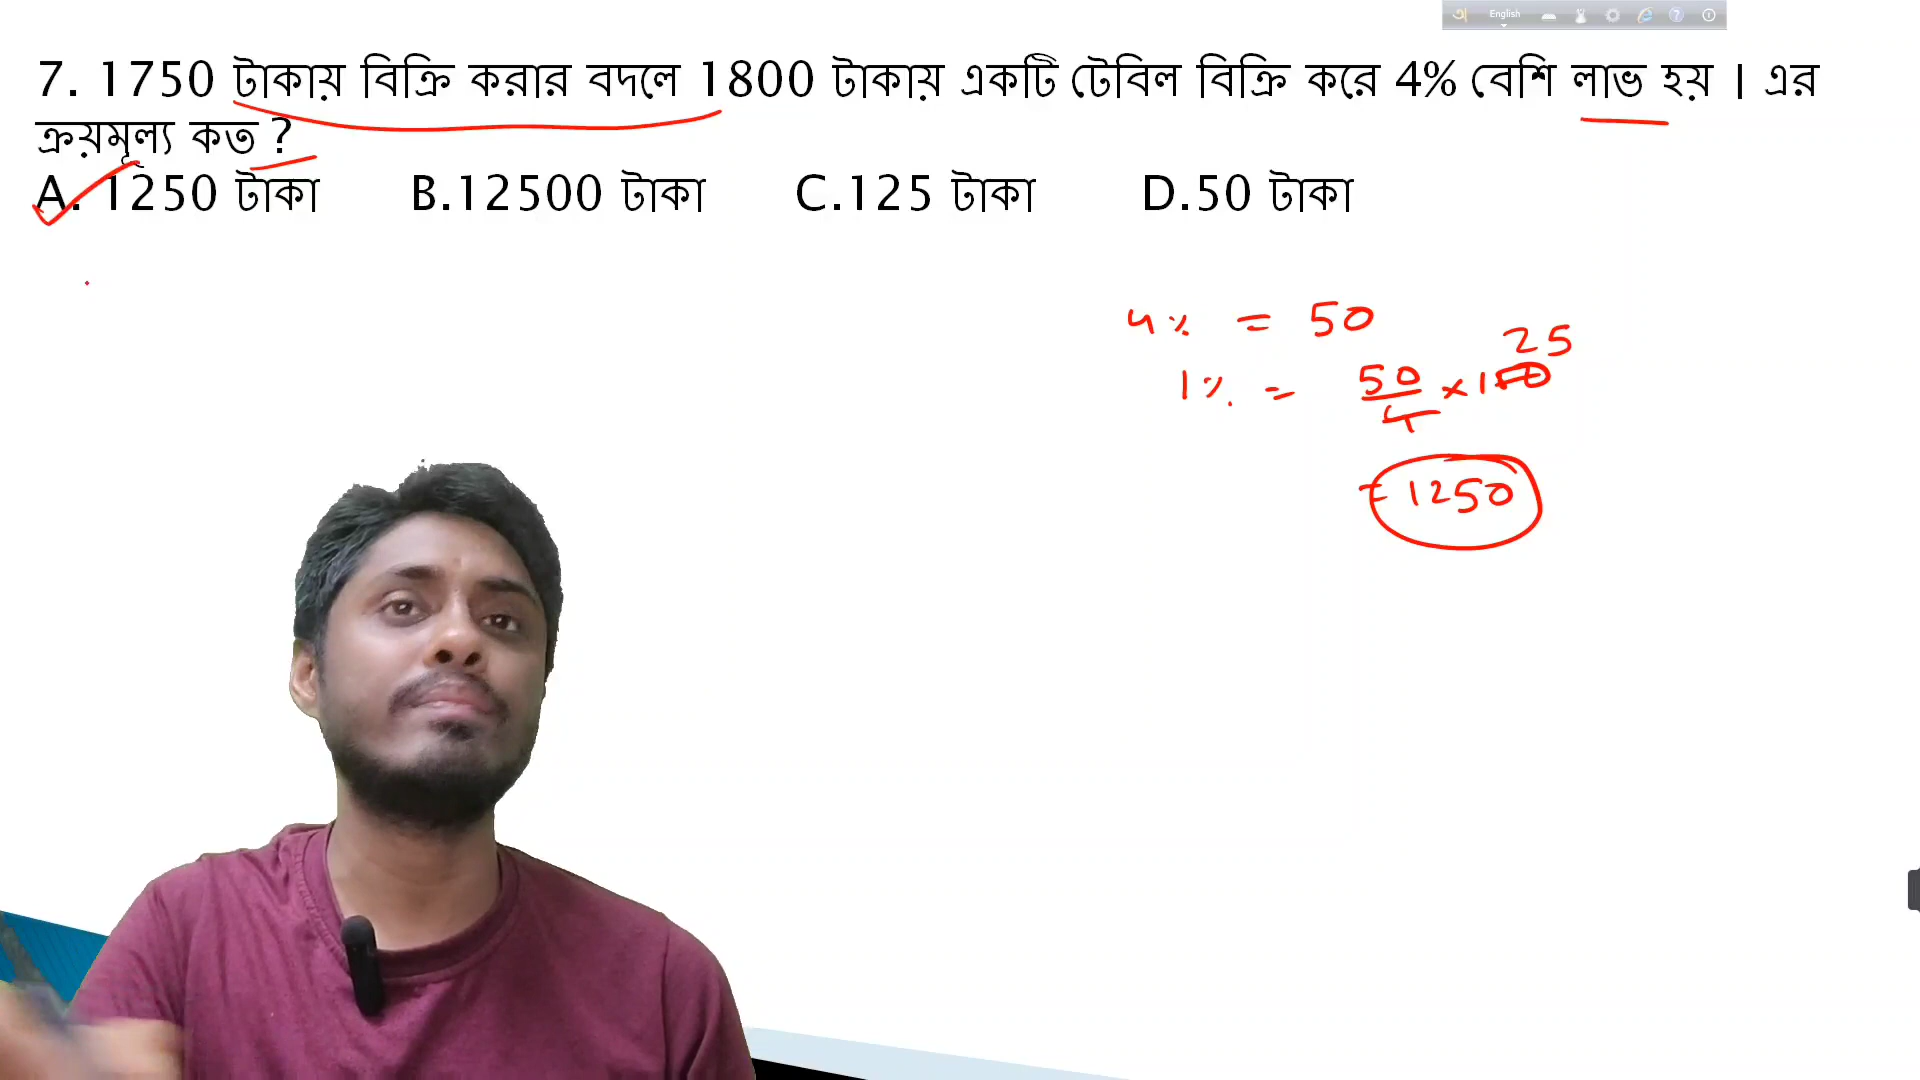 English
7. 1750 টাকায় বিক্রি করার বদলে 1800 টাকায় একটি টেবিল বিক্রি করে 4% বেশি লাভ হয় । এর
ক্রয়মূল্য কত ?
A. 1250 টাকা B.12500 টাকা C.125 টাকা D.50 টাকা
4% = 50
25
1% = 50/4 × 100
= 1250